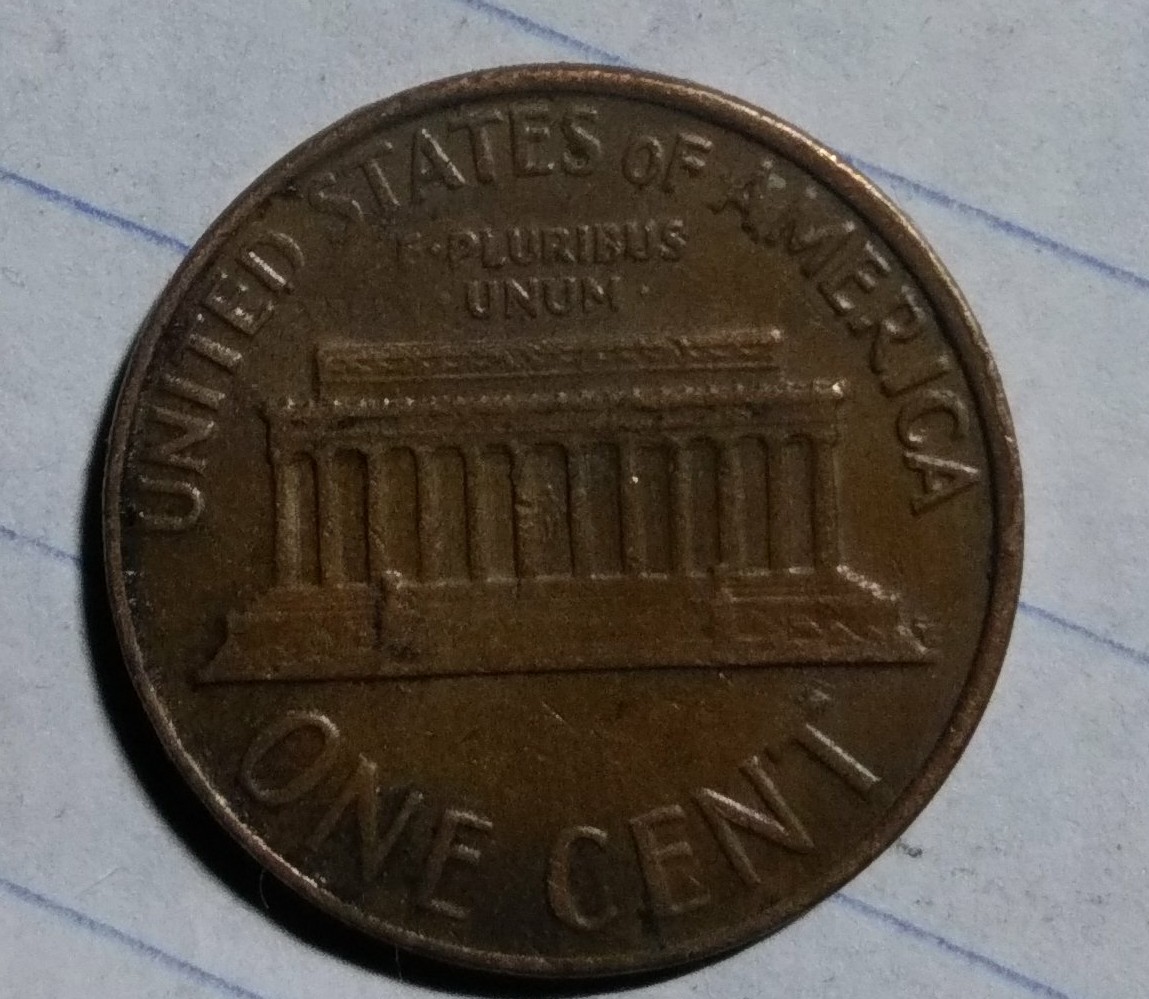 UNITED STATES OF AMERICA
E·PLURIBUS
·UNUM·
ONE CENT